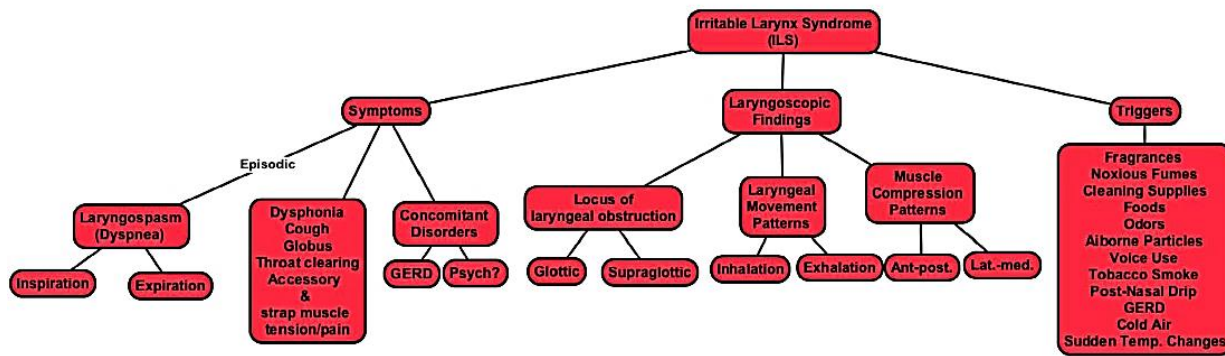 Irritable Larynx Syndrome
(ILS)
Symptoms
Laryngoscopic
Findings
Triggers
Episodic
Laryngospasm
(Dyspnea)
Inspiration
Expiration
Dysphonia
Cough
Globus
Throat clearing
Accessory
&
strap muscle
tension/pain
Concomitant
Disorders
GERD
Psych?
Locus of
laryngeal obstruction
Glottic
Supraglottic
Laryngeal
Movement
Patterns
Inhalation
Exhalation
Muscle
Compression
Patterns
Ant-post.
Lat.-med.
Fragrances
Noxious Fumes
Cleaning Supplies
Foods
Odors
Aiborne Particles
Voice Use
Tobacco Smoke
Post-Nasal Drip
GERD
Cold Air
Sudden Temp. Changes